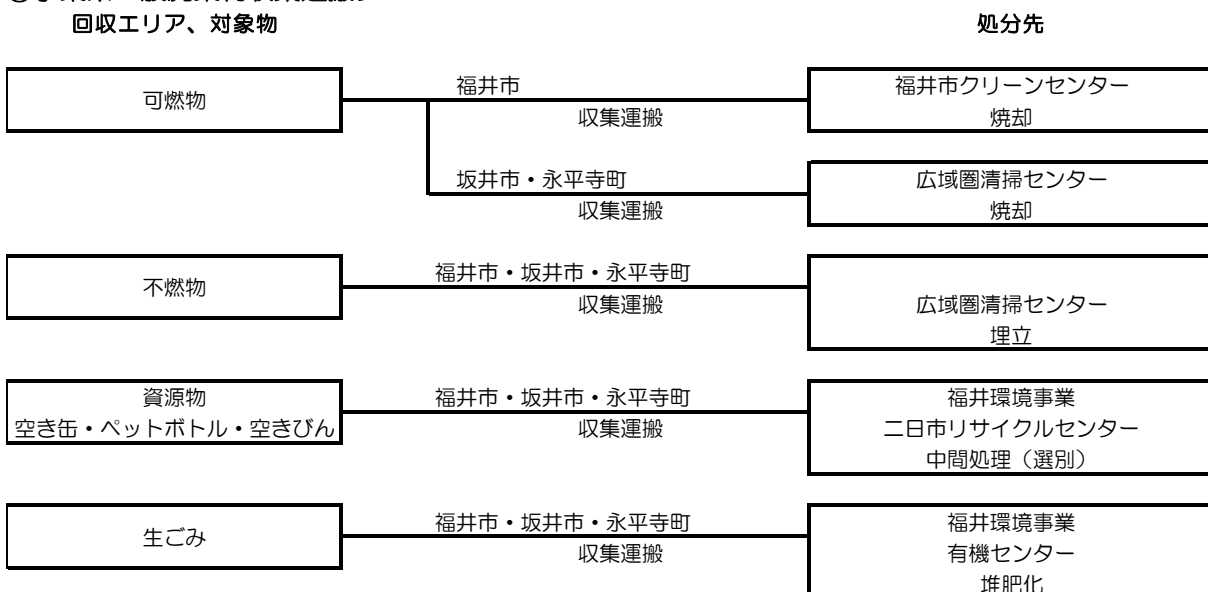 回収エリア、対象物
処分先
可燃物
福井市
収集運搬
福井市クリーンセンター
焼却
坂井市・永平寺町
収集運搬
広域圏清掃センター
焼却
不燃物
福井市・坂井市・永平寺町
収集運搬
広域圏清掃センター
埋立
資源物
空き缶・ペットボトル・空きびん
福井市・坂井市・永平寺町
収集運搬
福井環境事業
二日市リサイクルセンター
中間処理（選別）
生ごみ
福井市・坂井市・永平寺町
収集運搬
福井環境事業
有機センター
堆肥化